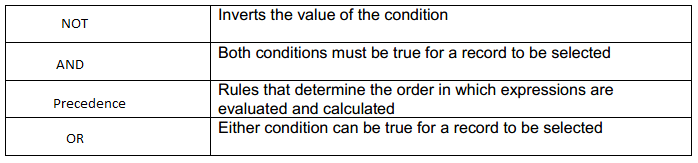 NOT
Inverts the value of the condition
AND
Both conditions must be true for a record to be selected
Precedence
Rules that determine the order in which expressions are
evaluated and calculated
OR
Either condition can be true for a record to be selected